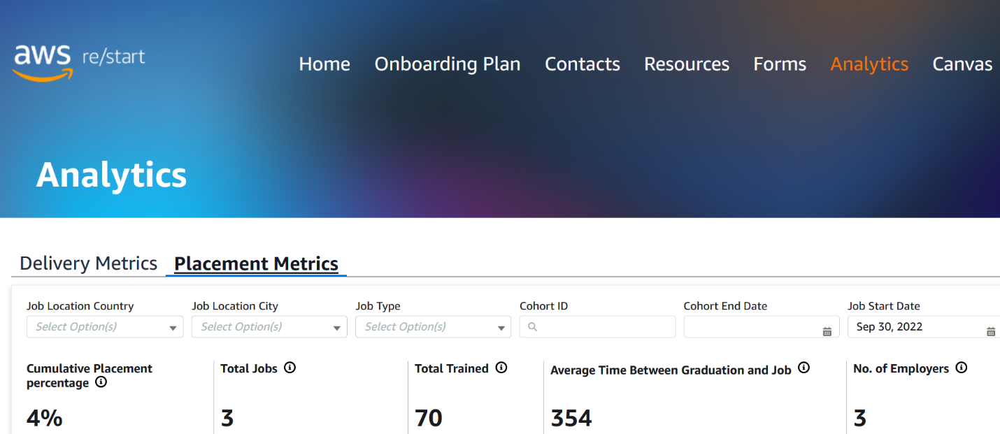 aws re/start
Home Onboarding Plan Contacts Resources Forms Analytics Canvas
Analytics
Delivery Metrics Placement Metrics
Job Location Country Job Location City Job Type Cohort ID Cohort End Date Job Start Date
Select Option(s) Select Option(s) Select Option(s) Sep 30, 2022
Cumulative Placement percentage Total Jobs Total Trained Average Time Between Graduation and Job No. of Employers
4% 3 70 354 3